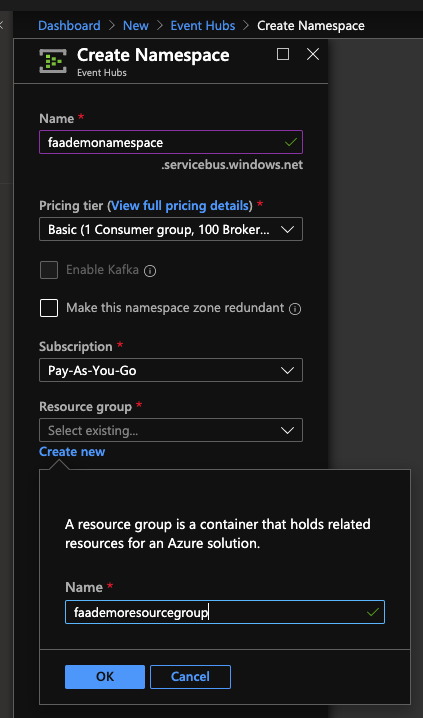 Dashboard > New > Event Hubs > Create Namespace
Create Namespace
Event Hubs
Name *
faademonamespace
.servicebus.windows.net
Pricing tier (View full pricing details) *
Basic (1 Consumer group, 100 Broker...
Enable Kafka
Make this namespace zone redundant
Subscription *
Pay-As-You-Go
Resource group *
Select existing...
Create new
A resource group is a container that holds related
resources for an Azure solution.
Name *
faademoresourcegroup
OK Cancel